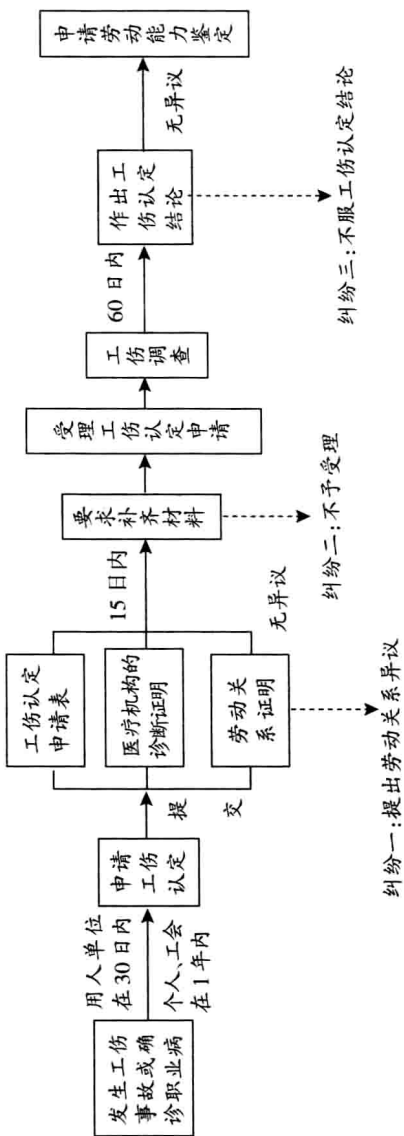 发生工伤
事故或确
诊职业病
用人单位
在30日内
个人、工会
在1年内
申请
工伤
认定
提
交
工伤认定
申请表
医疗机构的
诊断证明
劳动关
系证明
无异议
纠纷一:提出劳动关系异议
15日内
要求补齐材料
纠纷二:不予受理
受理工伤认定申请
工伤调查
60日内
作出工
伤认定
结论
纠纷三:不服工伤认定结论
无异议
申请劳动能力鉴定